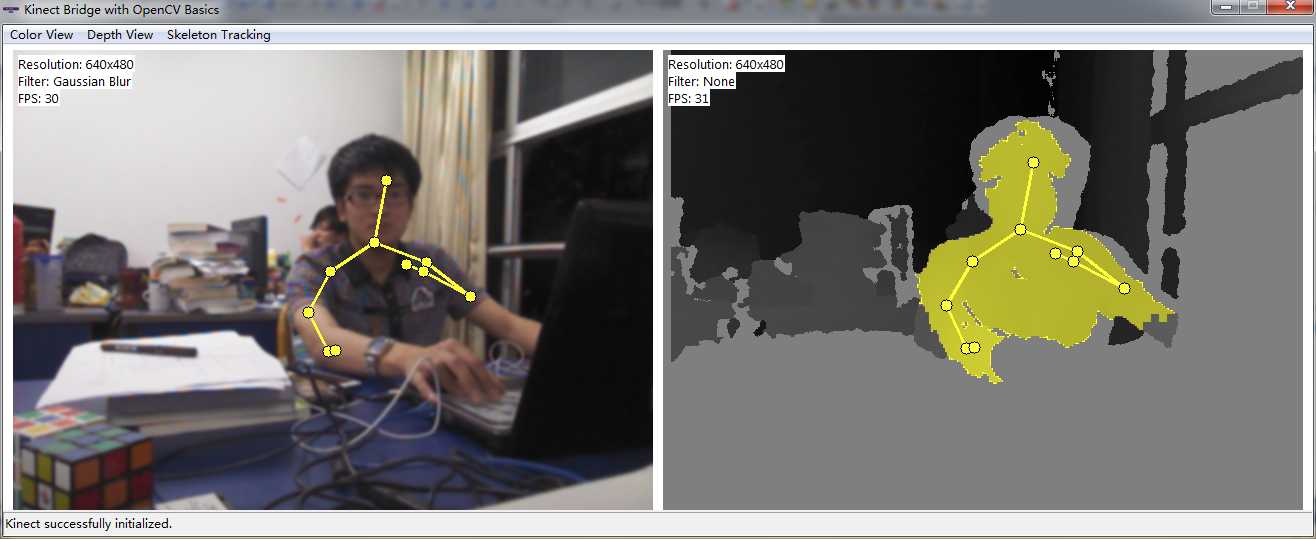 Kinect Bridge with OpenCV Basics
Color View Depth View Skeleton Tracking
Resolution: 640x480
Filter: Gaussian Blur
FPS: 30
Resolution: 640x480
Filter: None
FPS: 31
Kinect successfully initialized.